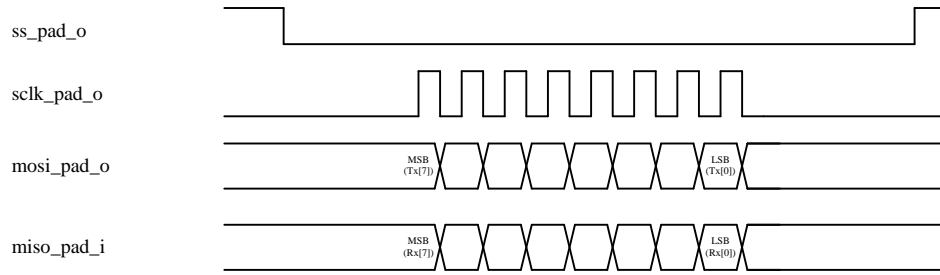 ss_pad_o
sclk_pad_o
mosi_pad_o
MSB
(Tx[7])
LSB
(Tx[0])
miso_pad_i
MSB
(Rx[7])
LSB
(Rx[0])